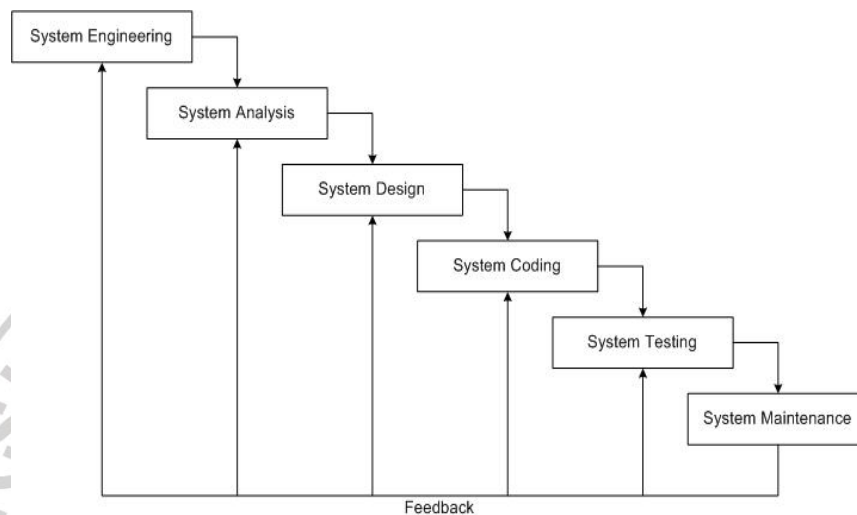 System Engineering
System Analysis
System Design
System Coding
System Testing
System Maintenance
Feedback